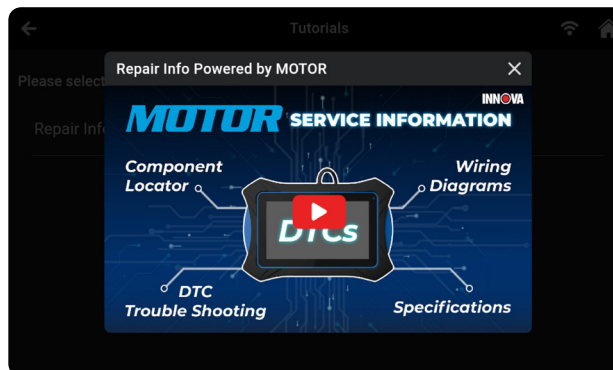 Tutorials
Repair Info Powered by MOTOR
Please select
Repair Info
INNOVA
MOTOR SERVICE INFORMATION
Component
Locator
Wiring
Diagrams
DTCs
DTC
Trouble Shooting
Specifications